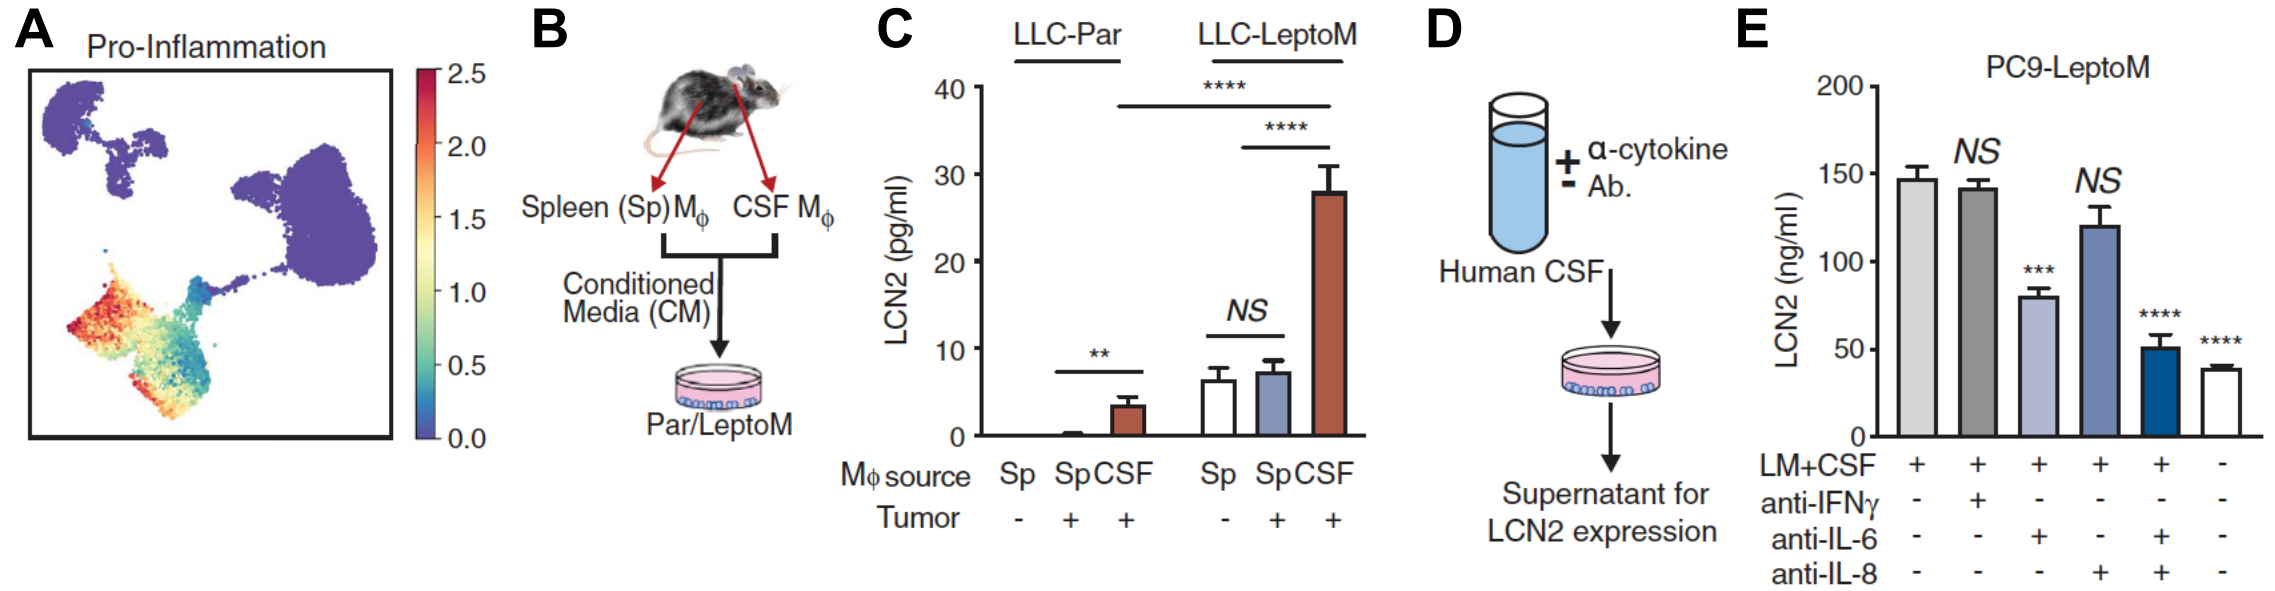 A
Pro-Inflammation
2.5
2.0
1.5
1.0
0.5
0.0
B
Spleen (Sp) Mϕ CSF Mϕ
Conditioned
Media (CM)
Par/LeptoM
C
LLC-Par LLC-LeptoM
LCN2 (pg/ml)
40
30
20
10
0
****
****
NS
**
Mϕ source Sp Sp CSF Sp Sp CSF
Tumor - + + - + +
D
+ α-cytokine
- Ab.
Human CSF
Supernatant for
LCN2 expression
E
PC9-LeptoM
LCN2 (ng/ml)
200
150
100
50
0
NS
***
NS
****
****
LM+CSF + + + + + -
anti-IFNγ - + - - - -
anti-IL-6 - - + - + -
anti-IL-8 - - - + + -